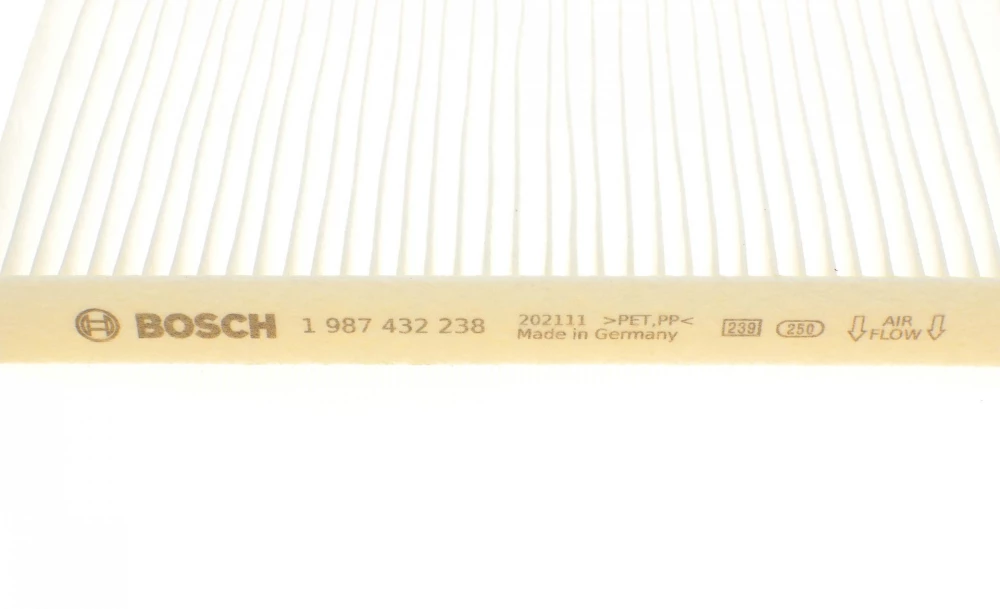 BOSCH 1 987 432 238
202111 >PET,PP<
Made in Germany
239
250
AIR
FLOW